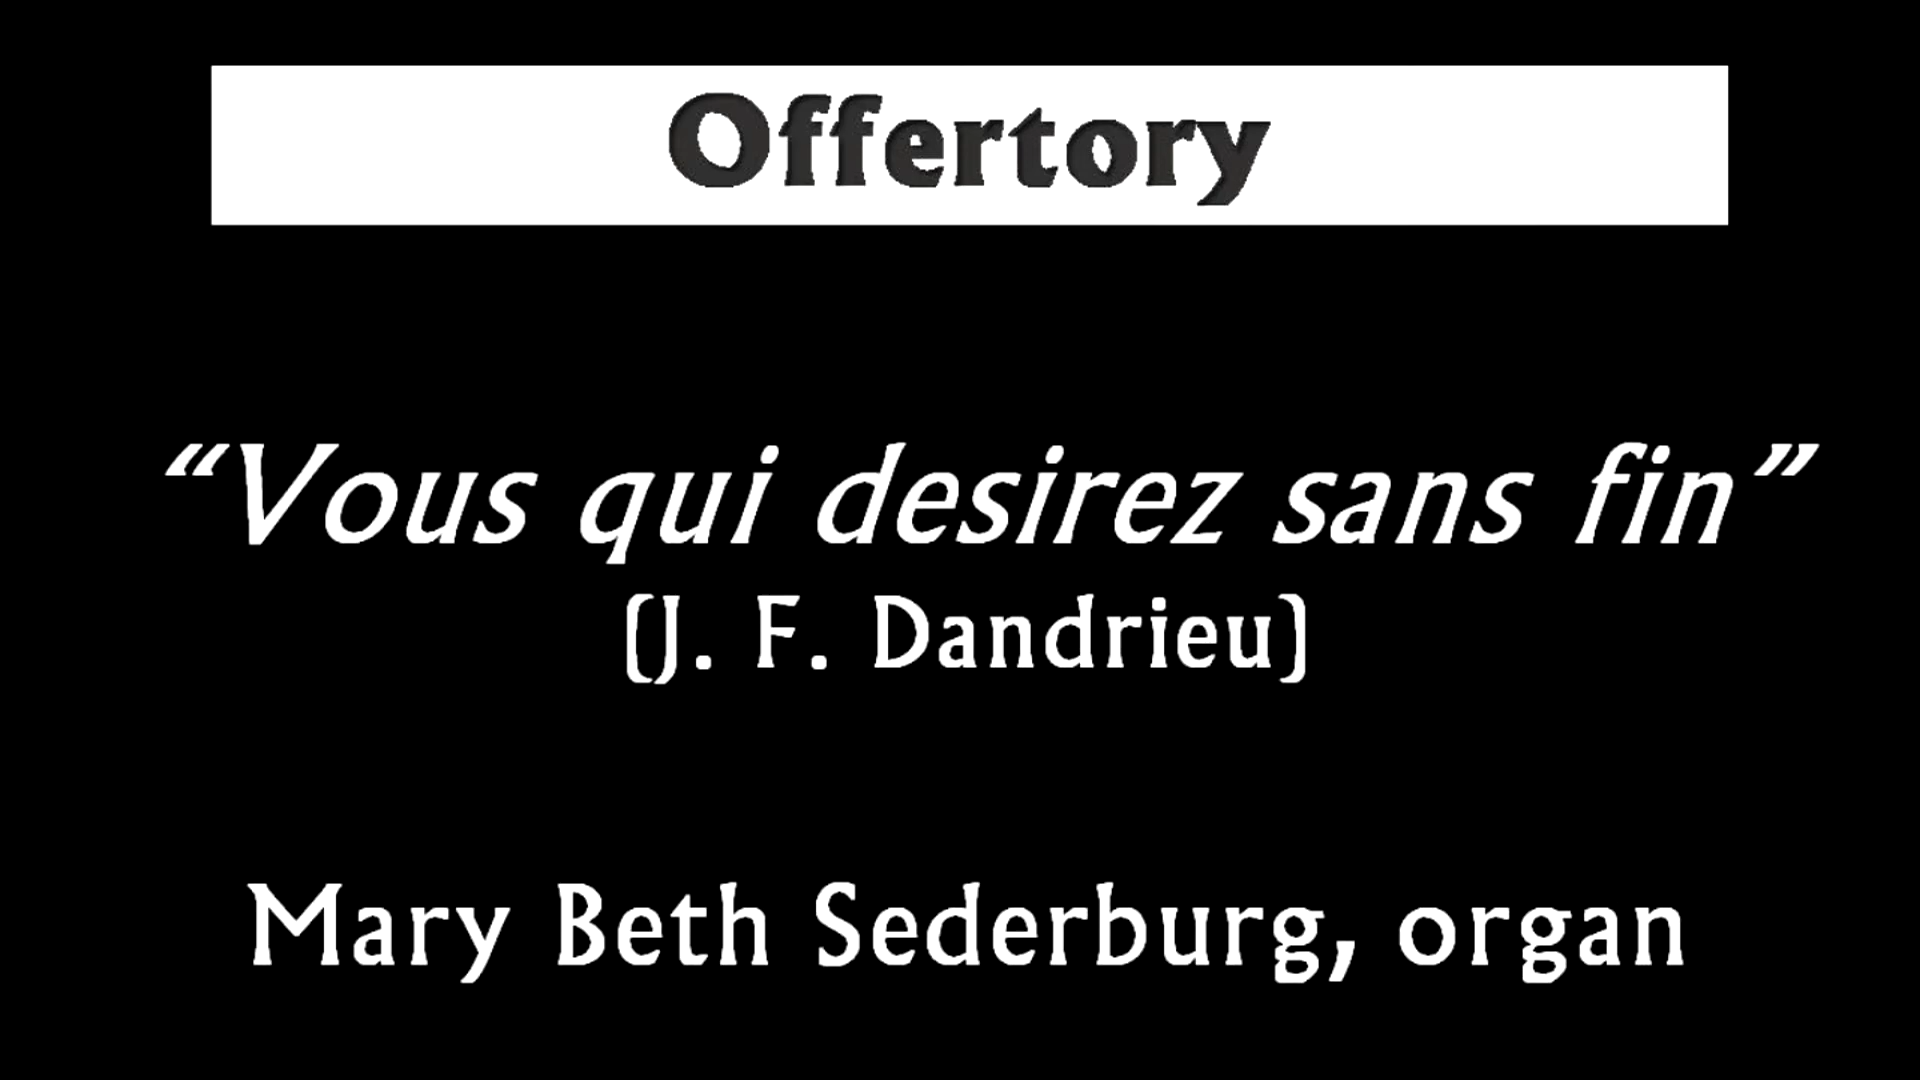 Offertory
“Vous qui desirez sans fin”
(J. F. Dandrieu)
Mary Beth Sederburg, organ